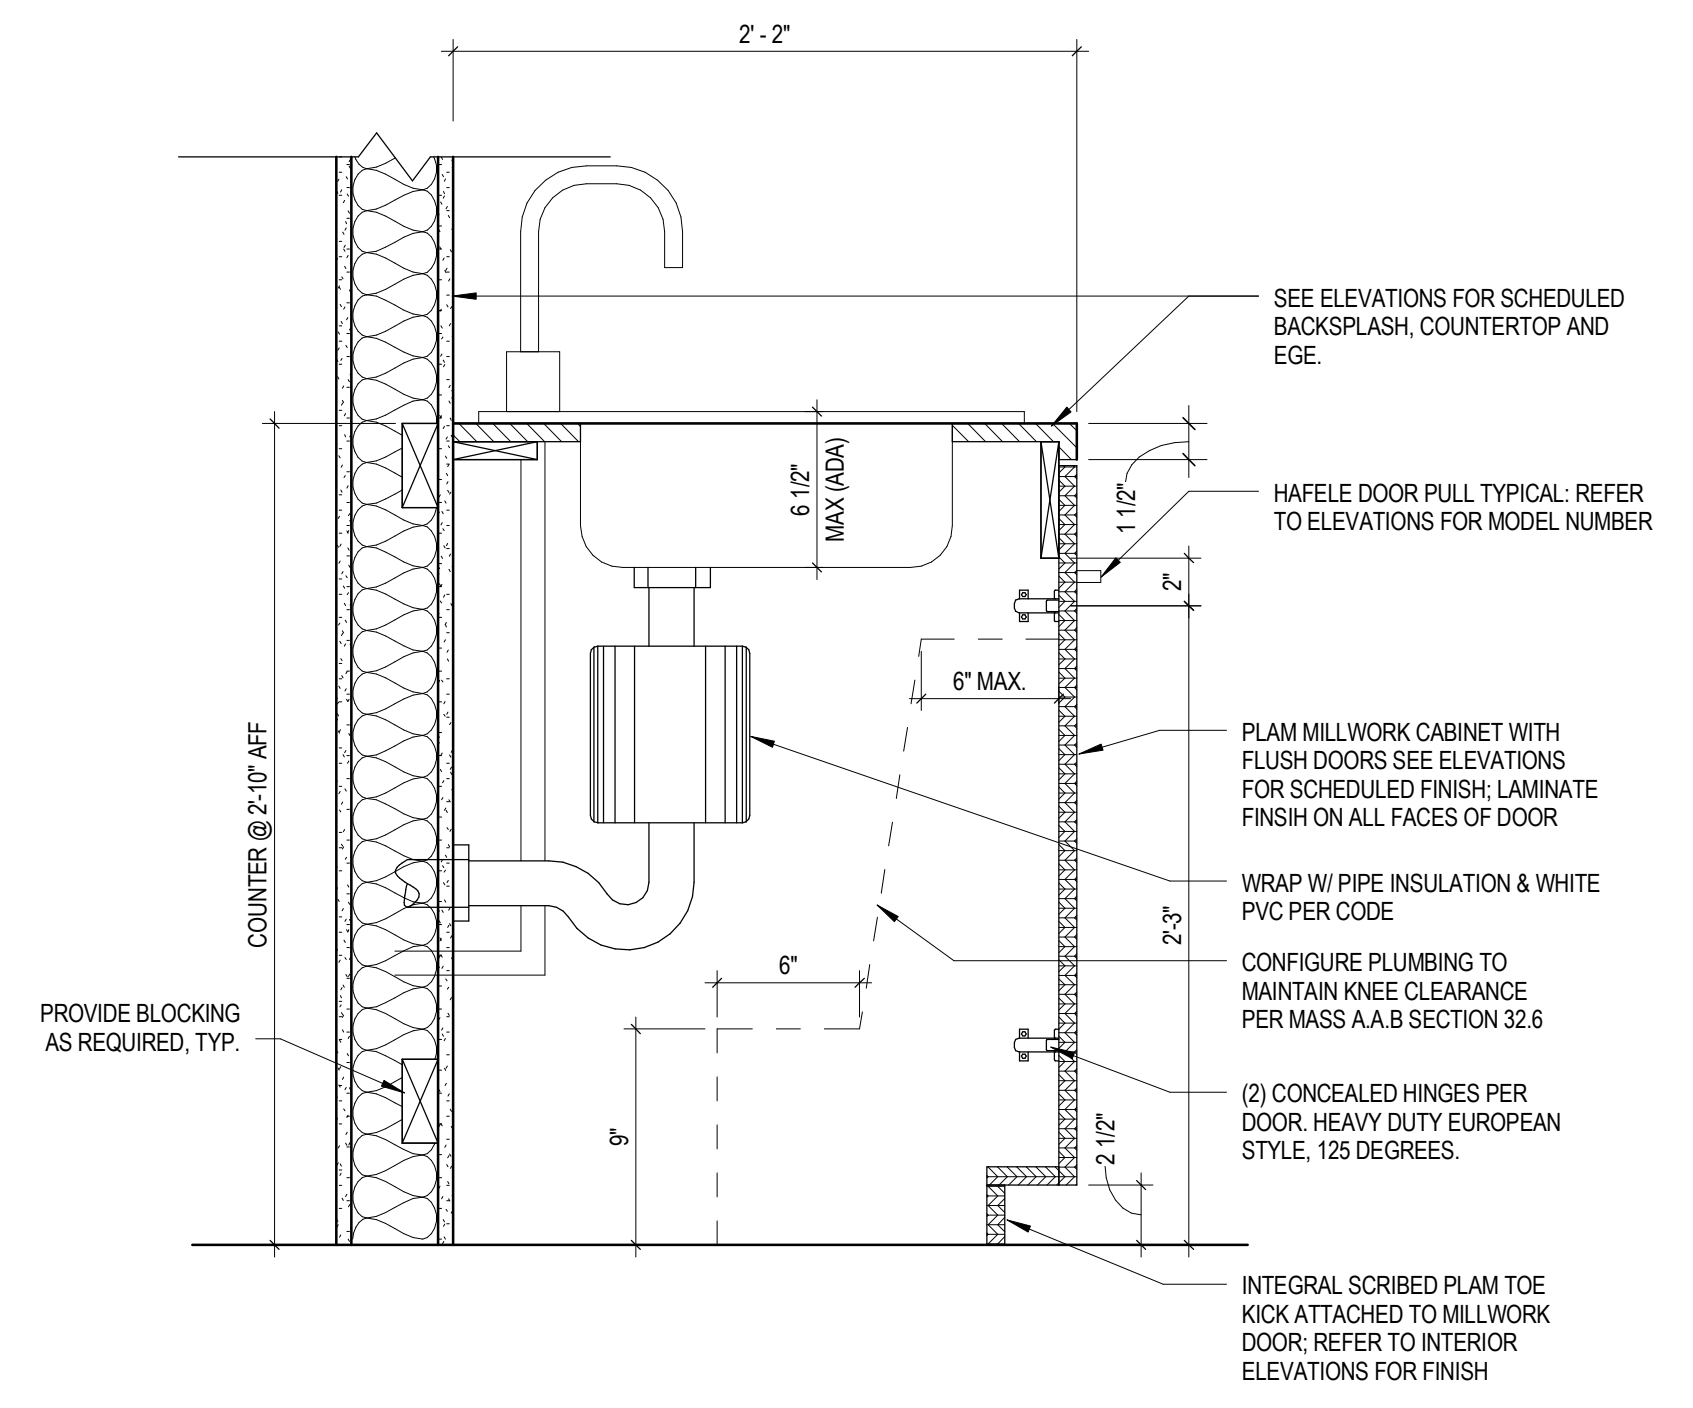 2' - 2"
SEE ELEVATIONS FOR SCHEDULED
BACKSPLASH, COUNTERTOP AND
EGE.
6 1/2"
MAX (ADA)
1 1/2"
HAFELE DOOR PULL TYPICAL: REFER
TO ELEVATIONS FOR MODEL NUMBER
2"
6" MAX.
COUNTER @ 2'-10" AFF
PLAM MILLWORK CABINET WITH
FLUSH DOORS SEE ELEVATIONS
FOR SCHEDULED FINISH; LAMINATE
FINSIH ON ALL FACES OF DOOR
WRAP W/ PIPE INSULATION & WHITE
PVC PER CODE
2'-3"
6"
CONFIGURE PLUMBING TO
MAINTAIN KNEE CLEARANCE
PER MASS A.A.B SECTION 32.6
PROVIDE BLOCKING
AS REQUIRED, TYP.
9"
(2) CONCEALED HINGES PER
DOOR. HEAVY DUTY EUROPEAN
STYLE, 125 DEGREES.
2 1/2"
INTEGRAL SCRIBED PLAM TOE
KICK ATTACHED TO MILLWORK
DOOR; REFER TO INTERIOR
ELEVATIONS FOR FINISH